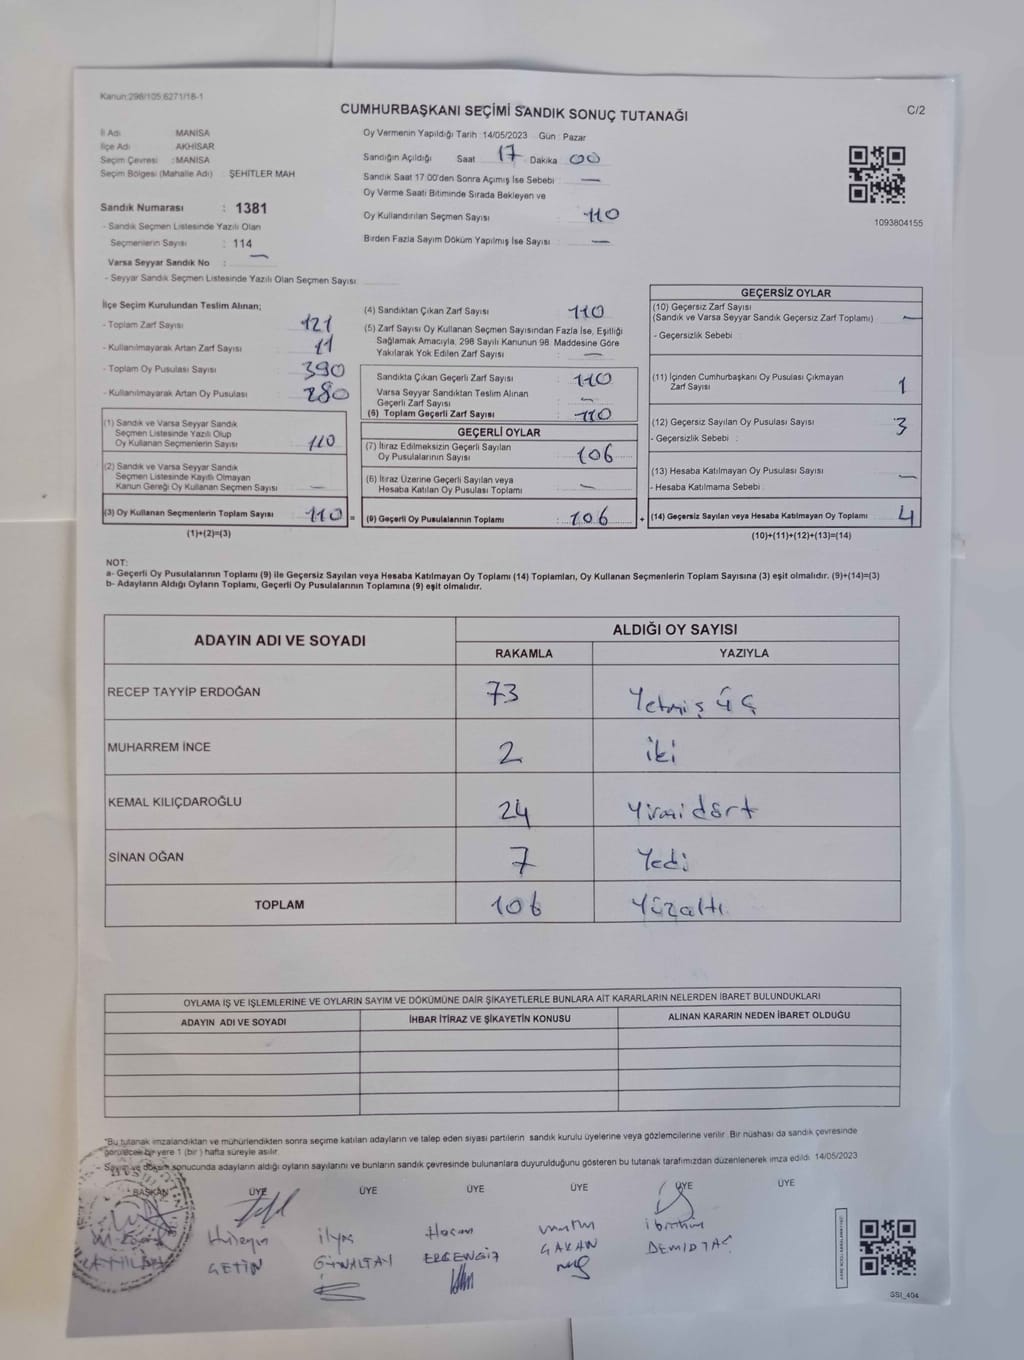 Kanun:298/105,6271/18-1
CUMHURBAŞKANI SEÇİMİ SANDIK SONUÇ TUTANAĞI
C/2
İl Adı : MANİSA
İlçe Adı : AKHİSAR
Seçim Çevresi : MANİSA
Seçim Bölgesi (Mahalle Adı) : ŞEHİTLER MAH
Sandık Numarası : 1381
- Sandık Seçmen Listesinde Yazılı Olan
Seçmenlerin Sayısı : 114
Varsa Seyyar Sandık No : —
- Seyyar Sandık Seçmen Listesinde Yazılı Olan Seçmen Sayısı
Oy Vermenin Yapıldığı Tarih : 14/05/2023 Gün : Pazar
Sandığın Açıldığı Saat 17 Dakika 00
Sandık Saat 17:00'den Sonra Açımış İse Sebebi : —
Oy Verme Saati Bitiminde Sırada Bekleyen ve
Oy Kullandırılan Seçmen Sayısı : 110
Birden Fazla Sayım Döküm Yapılmış İse Sayısı : —
1093804155
İlçe Seçim Kurulundan Teslim Alınan;
- Toplam Zarf Sayısı : 121
- Kullanılmayarak Artan Zarf Sayısı : 11
- Toplam Oy Pusulası Sayısı : 390
- Kullanılmayarak Artan Oy Pusulası : 280
(1) Sandık ve Varsa Seyyar Sandık
Seçmen Listesinde Yazılı Olup
Oy Kullanan Seçmenlerin Sayısı : 110
(2) Sandık ve Varsa Seyyar Sandık
Seçmen Listesinde Kayıtlı Olmayan
Kanun Gereği Oy Kullanan Seçmen Sayısı : —
(3) Oy Kullanan Seçmenlerin Toplam Sayısı : 110 =
(1)+(2)=(3)
(4) Sandıktan Çıkan Zarf Sayısı : 110
(5) Zarf Sayısı Oy Kullanan Seçmen Sayısından Fazla İse, Eşitliği
Sağlamak Amacıyla, 298 Sayılı Kanunun 98. Maddesine Göre
Yakılarak Yok Edilen Zarf Sayısı : —
Sandıkta Çıkan Geçerli Zarf Sayısı : 110
Varsa Seyyar Sandıktan Teslim Alınan
Geçerli Zarf Sayısı : —
(6) Toplam Geçerli Zarf Sayısı : 110
GEÇERLİ OYLAR
(7) İtiraz Edilmeksizin Geçerli Sayılan
Oy Pusulalarının Sayısı : 106
(8) İtiraz Üzerine Geçerli Sayılan veya
Hesaba Katılan Oy Pusulası Toplamı : —
(9) Geçerli Oy Pusulalarının Toplamı : 106 +
GEÇERSİZ OYLAR
(10) Geçersiz Zarf Sayısı
(Sandık ve Varsa Seyyar Sandık Geçersiz Zarf Toplamı) : —
- Geçersizlik Sebebi :
(11) İçinden Cumhurbaşkanı Oy Pusulası Çıkmayan
Zarf Sayısı : 1
(12) Geçersiz Sayılan Oy Pusulası Sayısı : 3
- Geçersizlik Sebebi :
(13) Hesaba Katılmayan Oy Pusulası Sayısı : —
- Hesaba Katılmama Sebebi :
(14) Geçersiz Sayılan veya Hesaba Katılmayan Oy Toplamı : 4
(10)+(11)+(12)+(13)=(14)
NOT:
a- Geçerli Oy Pusulalarının Toplamı (9) ile Geçersiz Sayılan veya Hesaba Katılmayan Oy Toplamı (14) Toplamları, Oy Kullanan Seçmenlerin Toplam Sayısına (3) eşit olmalıdır. (9)+(14)=(3)
b- Adayların Aldığı Oyların Toplamı, Geçerli Oy Pusulalarının Toplamına (9) eşit olmalıdır.
ADAYIN ADI VE SOYADI
ALDIĞI OY SAYISI
RAKAMLA YAZIYLA
RECEP TAYYİP ERDOĞAN 73 Yetmiş üç
MUHARREM İNCE 2 iki
KEMAL KILIÇDAROĞLU 24 Yirmidört
SİNAN OĞAN 7 Yedi
TOPLAM 106 Yüzaltı
OYLAMA İŞ VE İŞLEMLERİNE VE OYLARIN SAYIM VE DÖKÜMÜNE DAİR ŞİKAYETLERLE BUNLARA AİT KARARLARIN NELERDEN İBARET BULUNDUKLARI
ADAYIN ADI VE SOYADI İHBAR İTİRAZ VE ŞİKAYETİN KONUSU ALINAN KARARIN NEDEN İBARET OLDUĞU
"Bu tutanak imzalandıktan ve mühürlendikten sonra seçime katılan adayların ve talep eden siyasi partilerin sandık kurulu üyelerine veya gözlemcilerine verilir. Bir nüshası da sandık çevresinde
görülecek bir yere 1 (bir) hafta süreyle asılır.
- Sayım ve döküm sonucunda adayların aldığı oyların sayılarını ve bunların sandık çevresinde bulunanlara duyurulduğunu gösteren bu tutanak tarafımızdan düzenlenerek imza edildi. 14/05/2023
BAŞKAN ÜYE ÜYE ÜYE ÜYE ÜYE ÜYE
Hüseyin ilyas Hasan ibrahim
ÇETİN GÜNALTAY ERGENGİZ DEMİDTAŞ
SSI_404